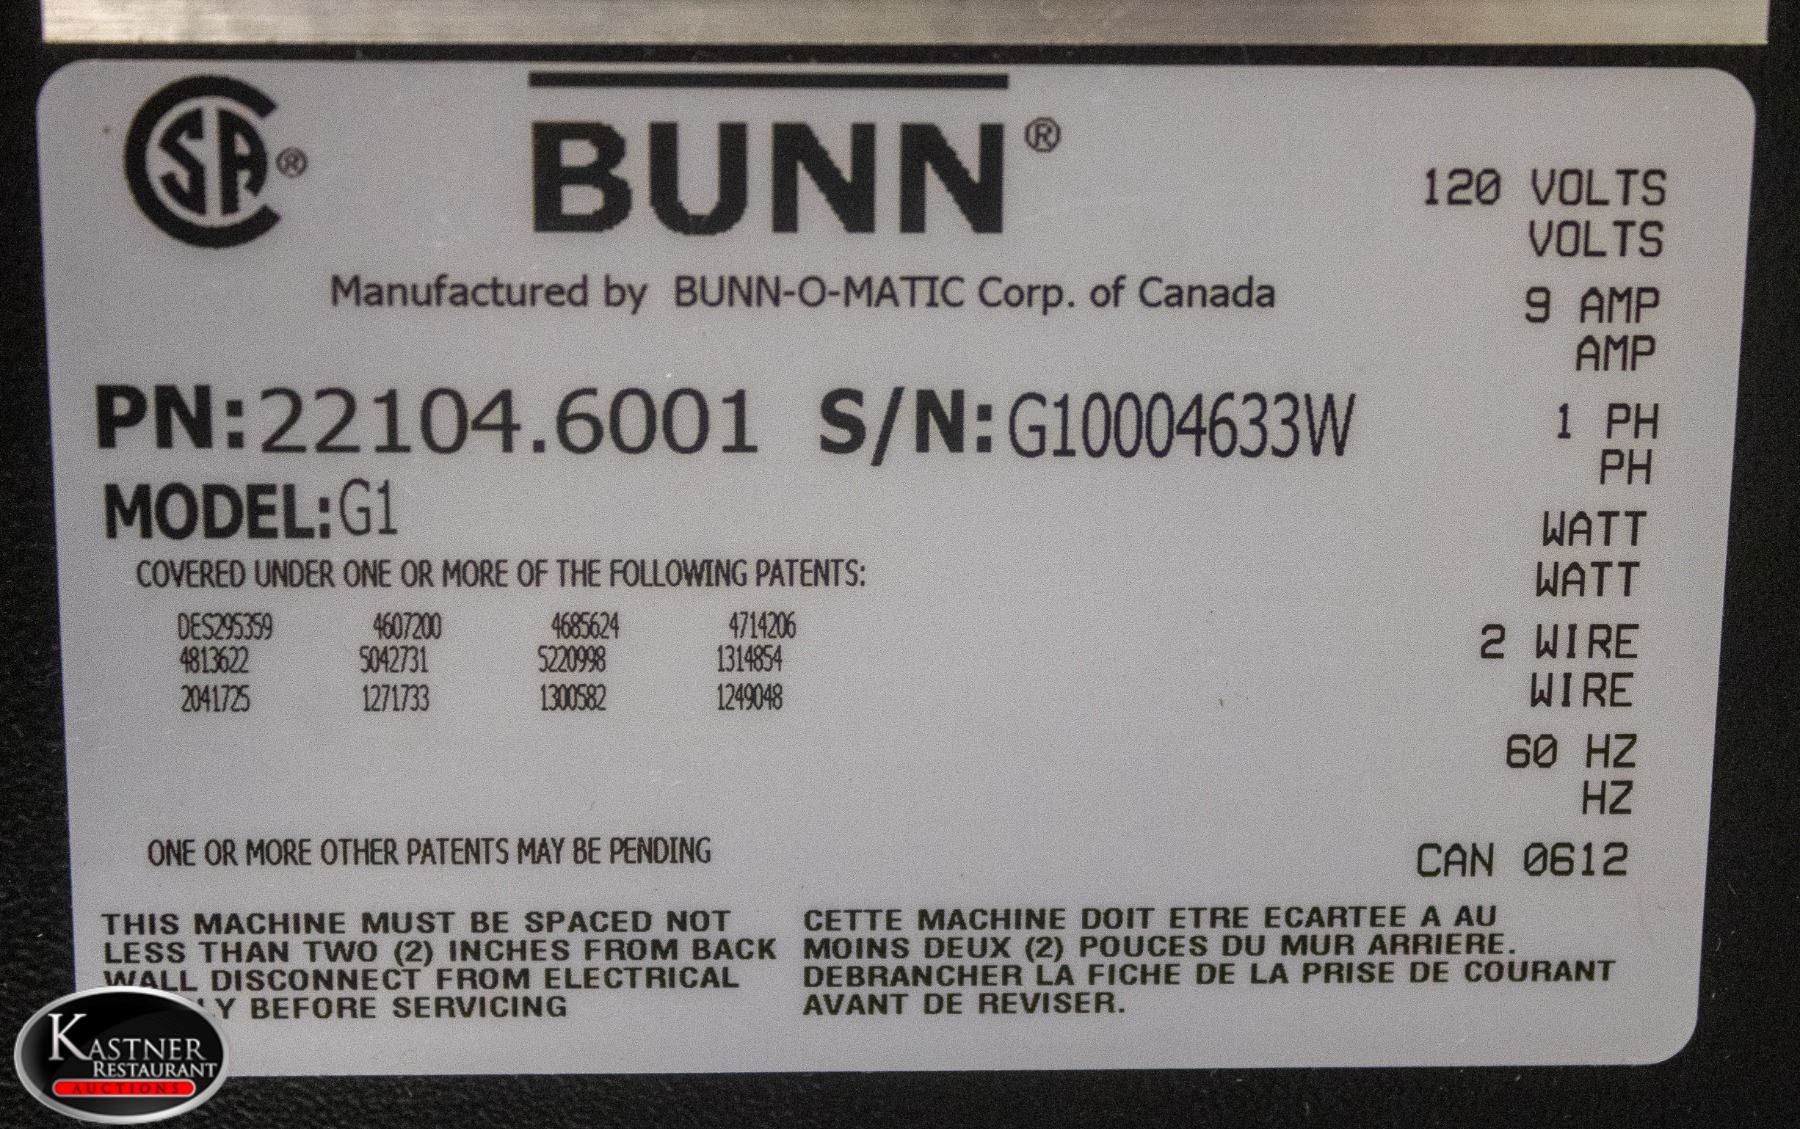 CSA®
BUNN®
Manufactured by BUNN-O-MATIC Corp. of Canada
PN:22104.6001 S/N:G10004633W
MODEL:G1
COVERED UNDER ONE OR MORE OF THE FOLLOWING PATENTS:
DES295359 4607200 4685624 4714206
4813622 5042731 5220998 1314854
2041725 1271733 1300582 1249048
ONE OR MORE OTHER PATENTS MAY BE PENDING
120 VOLTS
VOLTS
9 AMP
AMP
1 PH
PH
WATT
WATT
2 WIRE
WIRE
60 HZ
HZ
CAN 0612
THIS MACHINE MUST BE SPACED NOT
LESS THAN TWO (2) INCHES FROM BACK
WALL DISCONNECT FROM ELECTRICAL
BEFORE SERVICING
CETTE MACHINE DOIT ETRE ECARTEE A AU
MOINS DEUX (2) POUCES DU MUR ARRIERE.
DEBRANCHER LA FICHE DE LA PRISE DE COURANT
AVANT DE REVISER.
KASTNER
RESTAURANT
AUCTIONS